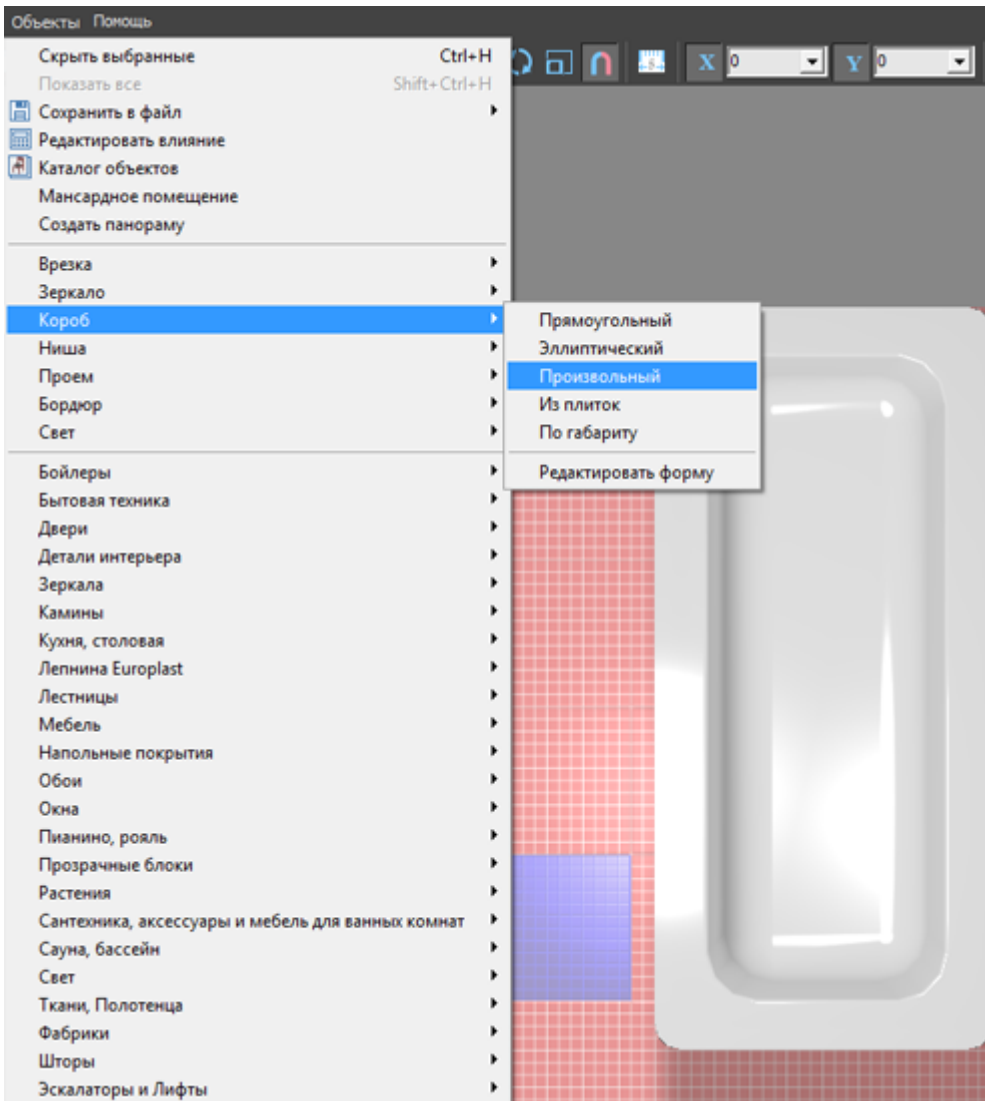 Объекты Помощь
Скрыть выбранные Ctrl+H
Показать все Shift+Ctrl+H
Сохранить в файл
Редактировать влияние
Каталог объектов
Мансардное помещение
Создать панораму
Врезка
Зеркало
Короб
Ниша
Проем
Бордюр
Свет
Бойлеры
Бытовая техника
Двери
Детали интерьера
Зеркала
Камины
Кухня, столовая
Лепнина Europlast
Лестницы
Мебель
Напольные покрытия
Обои
Окна
Пианино, рояль
Прозрачные блоки
Растения
Сантехника, аксессуары и мебель для ванных комнат
Сауна, бассейн
Свет
Ткани, Полотенца
Фабрики
Шторы
Эскалаторы и Лифты
Прямоугольный
Эллиптический
Произвольный
Из плиток
По габариту
Редактировать форму
X 0 Y 0